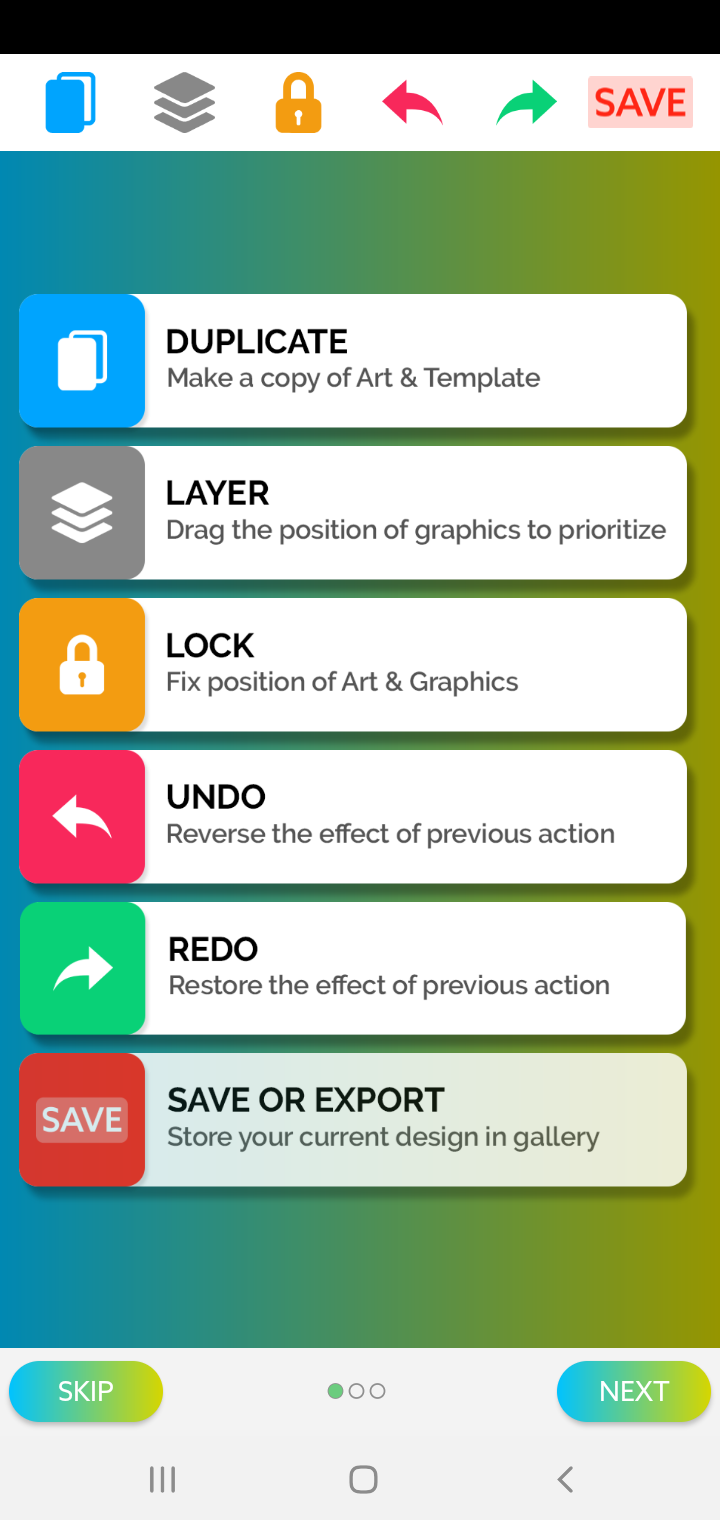 SAVE
DUPLICATE
Make a copy of Art & Template
LAYER
Drag the position of graphics to prioritize
LOCK
Fix position of Art & Graphics
UNDO
Reverse the effect of previous action
REDO
Restore the effect of previous action
SAVE
SAVE OR EXPORT
Store your current design in gallery
SKIP
NEXT